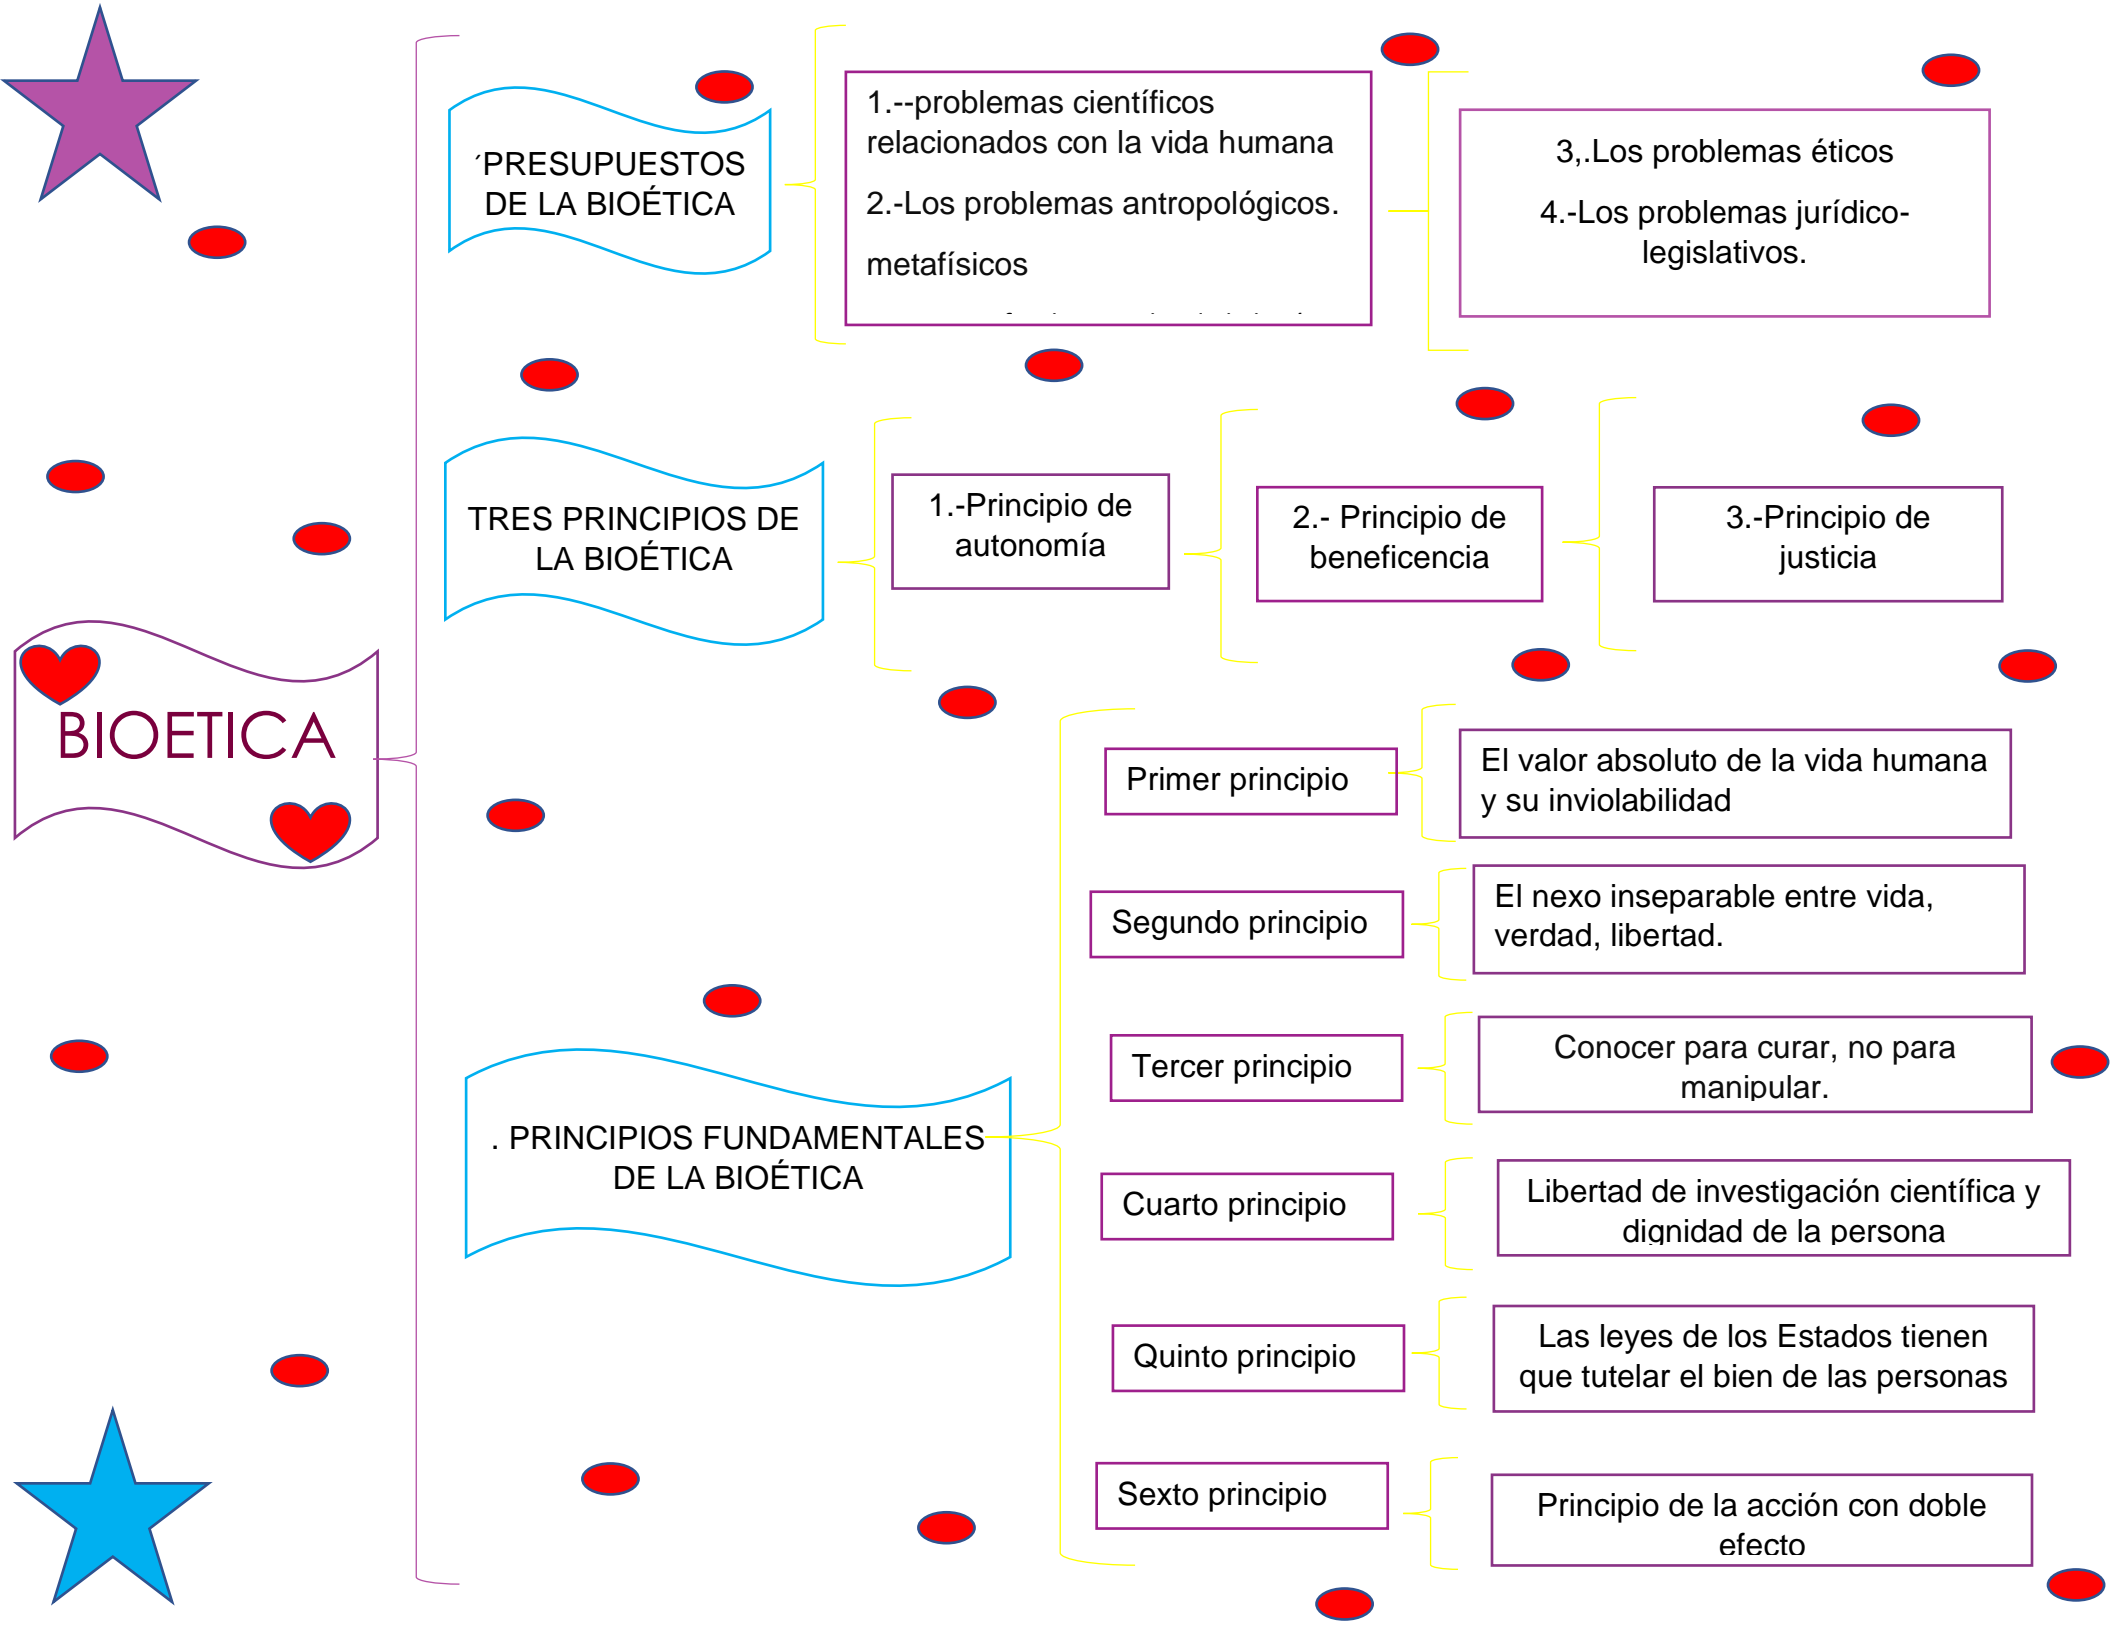 BIOETICA
´PRESUPUESTOS
DE LA BIOÉTICA
1.--problemas científicos
relacionados con la vida humana
2.-Los problemas antropológicos.
metafísicos
3,.Los problemas éticos
4.-Los problemas jurídico-
legislativos.
TRES PRINCIPIOS DE
LA BIOÉTICA
1.-Principio de
autonomía
2.- Principio de
beneficencia
3.-Principio de
justicia
. PRINCIPIOS FUNDAMENTALES
DE LA BIOÉTICA
Primer principio
El valor absoluto de la vida humana
y su inviolabilidad
Segundo principio
El nexo inseparable entre vida,
verdad, libertad.
Tercer principio
Conocer para curar, no para
manipular.
Cuarto principio
Libertad de investigación científica y
dignidad de la persona
Quinto principio
Las leyes de los Estados tienen
que tutelar el bien de las personas
Sexto principio
Principio de la acción con doble
efecto